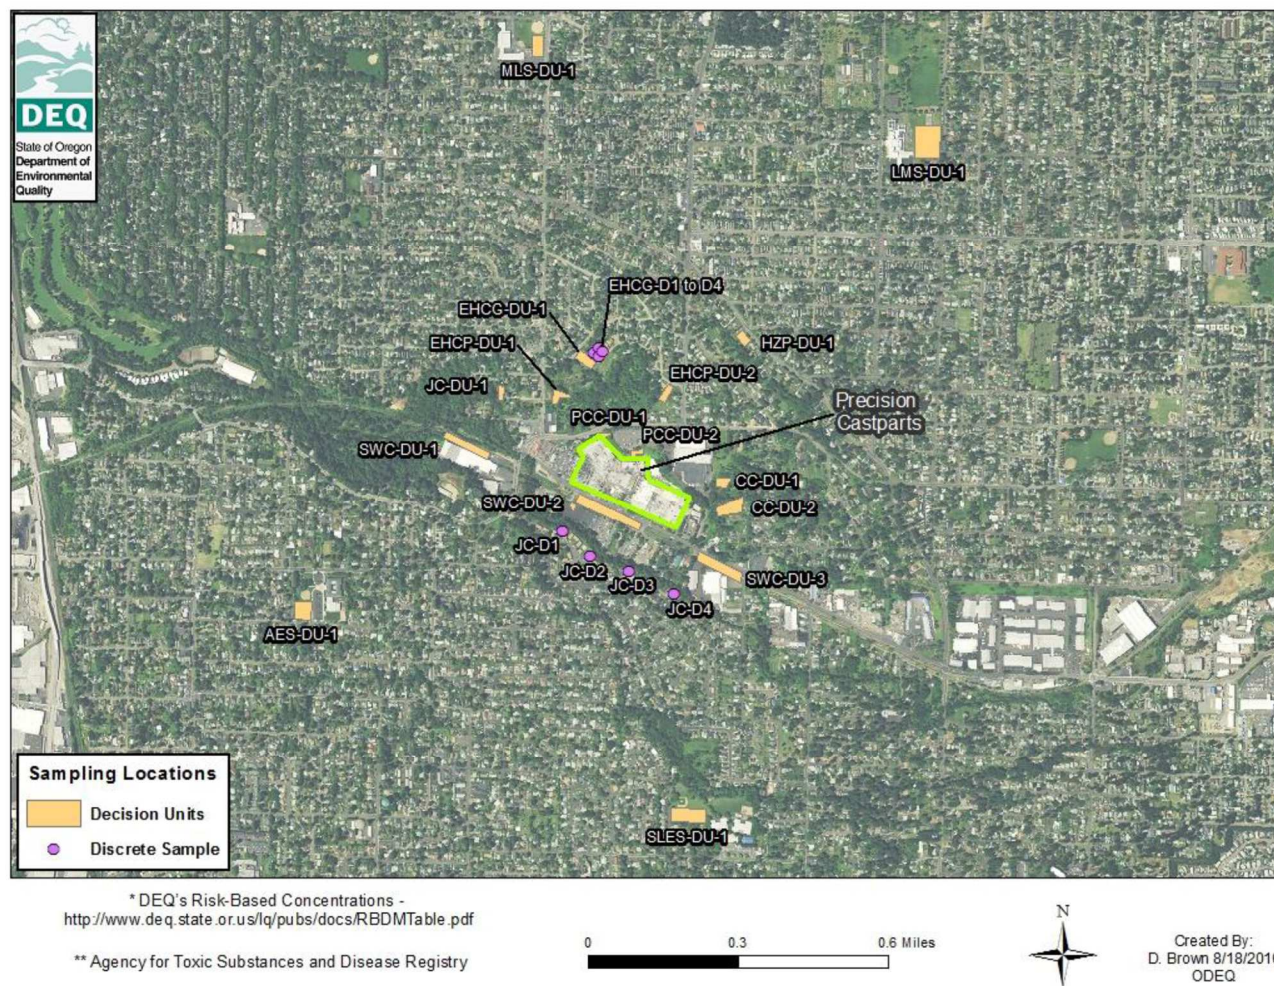 DEQ
State of Oregon
Department of
Environmental
Quality
MLS-DU-1
LMS-DU-1
EHCG-D1 to D4
EHCG-DU-1
HZP-DU-1
EHCP-DU-1
EHCP-DU-2
JC-DU-1
Precision
Castparts
PCC-DU-1
PCC-DU-2
SWC-DU-1
CC-DU-1
SWC-DU-2
CC-DU-2
JC-D1
JC-D2
JC-D3
SWC-DU-3
JC-D4
AES-DU-1
SLES-DU-1
Sampling Locations
Decision Units
Discrete Sample
* DEQ's Risk-Based Concentrations -
http://www.deq.state.or.us/lq/pubs/docs/RBDMTable.pdf
** Agency for Toxic Substances and Disease Registry
0 0.3 0.6 Miles
N
Created By:
D. Brown 8/18/2016
ODEQ